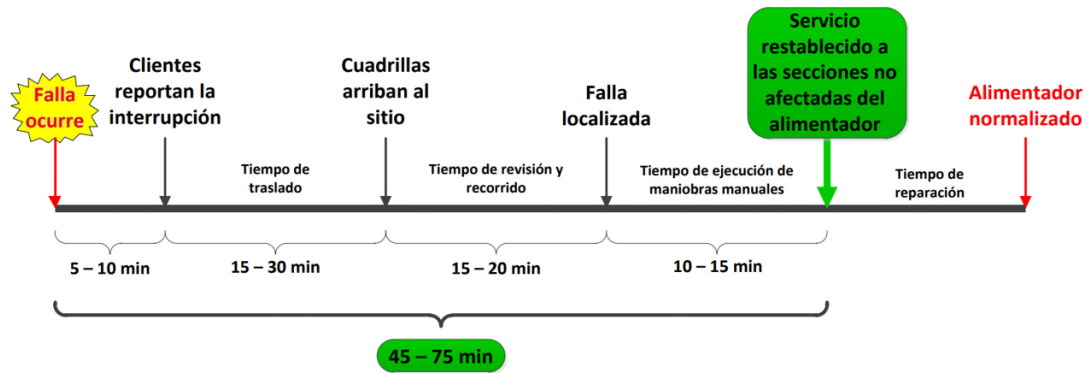 Falla
ocurre
Clientes
reportan la
interrupción
Cuadrillas
arriban al
sitio
Falla
localizada
Servicio
restablecido a
las secciones no
afectadas del
alimentador
Alimentador
normalizado
Tiempo de
traslado
Tiempo de revisión y
recorrido
Tiempo de ejecución de
maniobras manuales
Tiempo de
reparación
5 – 10 min
15 – 30 min
15 – 20 min
10 – 15 min
45 – 75 min